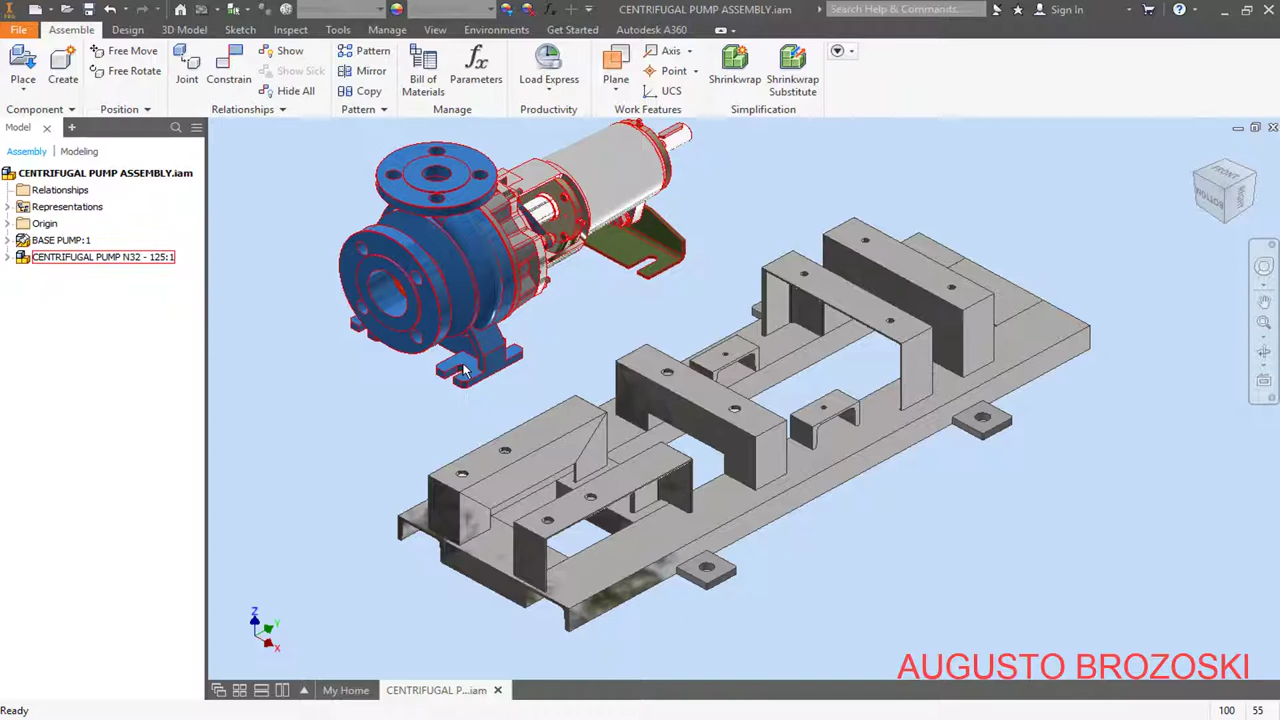 CENTRIFUGAL PUMP ASSEMBLY.iam
Search Help & Commands...
Sign In
File
Assemble
Design
3D Model
Sketch
Inspect
Tools
Manage
View
Environments
Get Started
Autodesk A360
Place
Create
Free Move
Free Rotate
Joint
Constrain
Show
Show Sick
Hide All
Pattern
Mirror
Copy
Bill of Materials
fx
Parameters
Load Express
Plane
Axis
Point
UCS
Shrinkwrap
Shrinkwrap Substitute
Component
Position
Relationships
Pattern
Manage
Productivity
Work Features
Simplification
Model
Assembly
Modeling
CENTRIFUGAL PUMP ASSEMBLY.iam
Relationships
Representations
Origin
BASE PUMP:1
CENTRIFUGAL PUMP N32 - 125:1
FRONT
BOTTOM
Z
Y
X
AUGUSTO BROZOSKI
My Home
CENTRIFUGAL P...iam
Ready
100
55